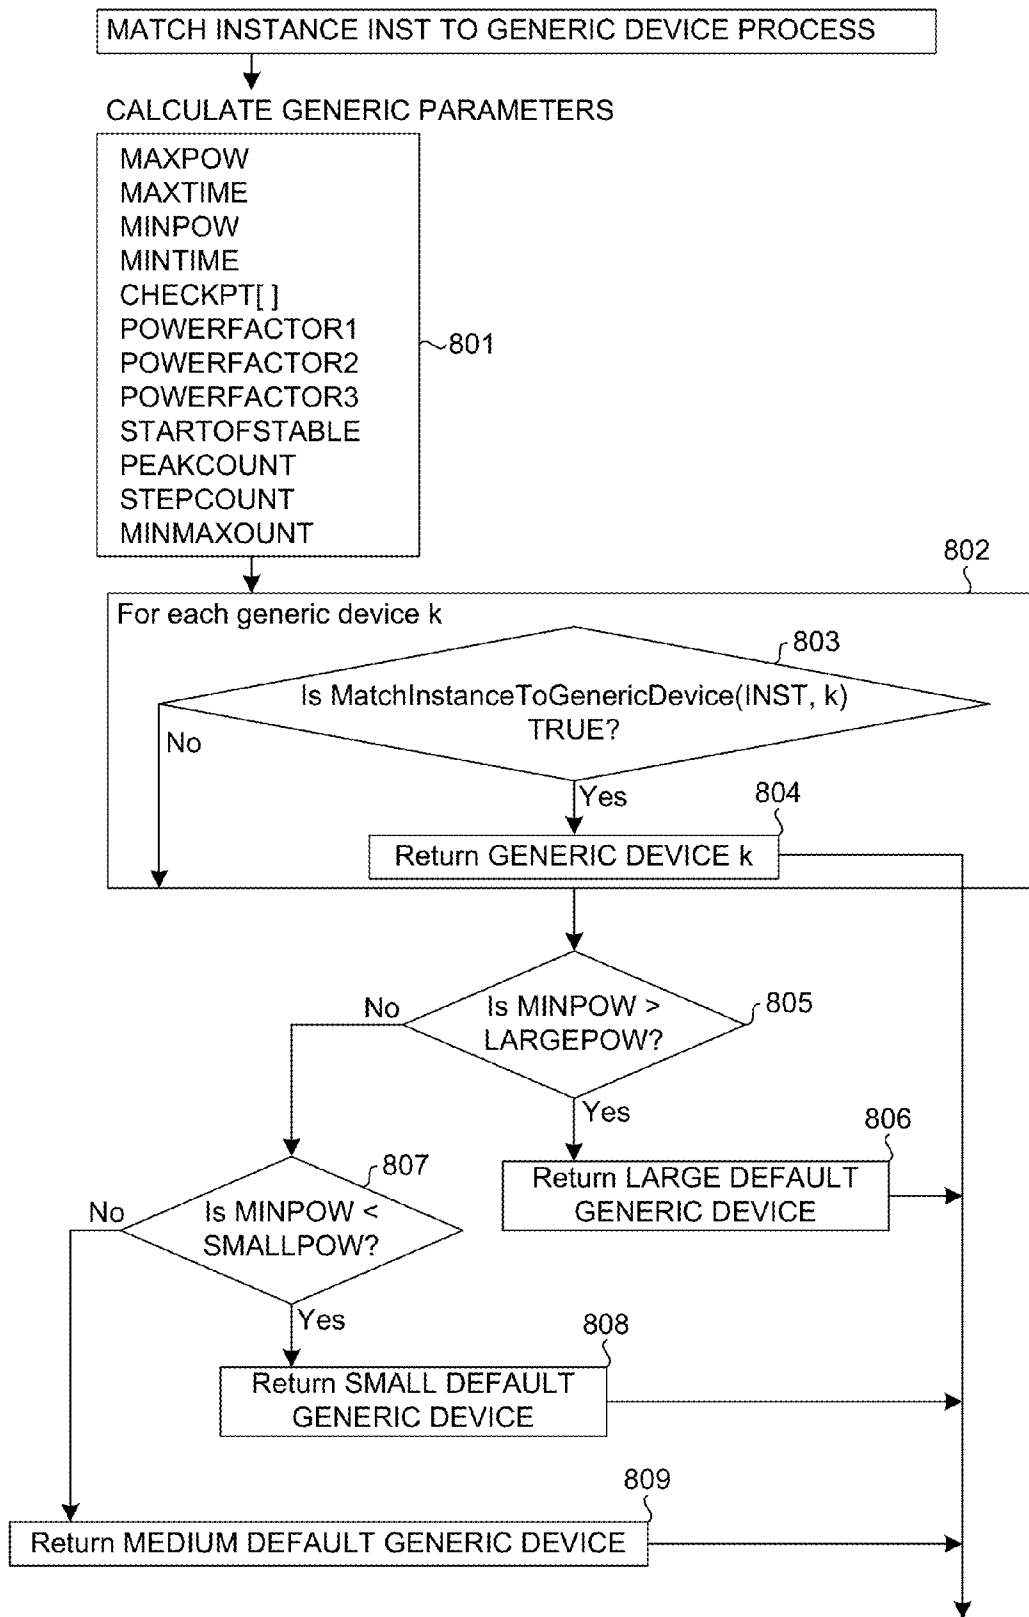 MATCH INSTANCE INST TO GENERIC DEVICE PROCESS
CALCULATE GENERIC PARAMETERS
MAXPOW
MAXTIME
MINPOW
MINTIME
CHECKPT[ ]
POWERFACTOR1
POWERFACTOR2
POWERFACTOR3
STARTOFSTABLE
PEAKCOUNT
STEPCOUNT
MINMAXOUNT
801
802
For each generic device k
803
Is MatchInstanceToGenericDevice(INST, k)
TRUE?
No
Yes
804
Return GENERIC DEVICE k
805
Is MINPOW >
LARGEPOW?
No
Yes
806
Return LARGE DEFAULT
GENERIC DEVICE
807
Is MINPOW <
SMALLPOW?
No
Yes
808
Return SMALL DEFAULT
GENERIC DEVICE
809
Return MEDIUM DEFAULT GENERIC DEVICE